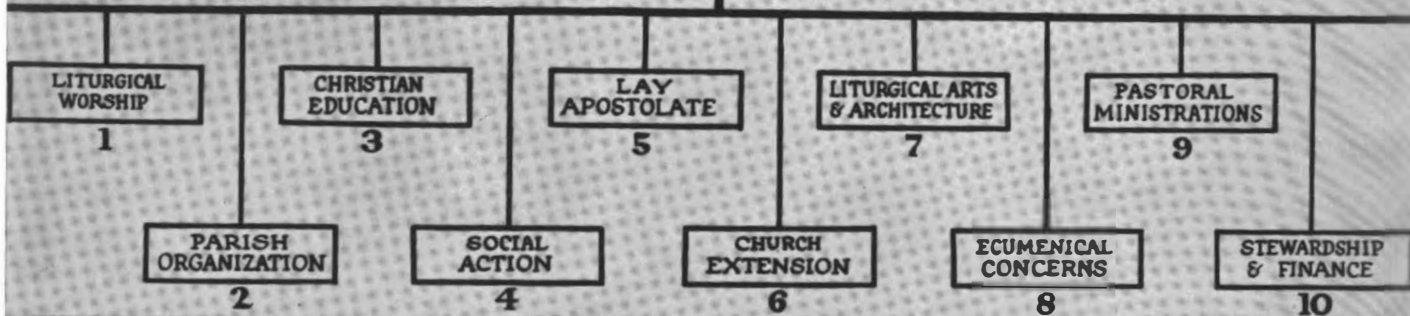 LITURGICAL
WORSHIP
1
PARISH
ORGANIZATION
2
CHRISTIAN
EDUCATION
3
SOCIAL
ACTION
4
LAY
APOSTOLATE
5
CHURCH
EXTENSION
6
LITURGICAL ARTS
& ARCHITECTURE
7
ECUMENICAL
CONCERNS
8
PASTORAL
MINISTRATIONS
9
STEWARDSHIP
& FINANCE
10